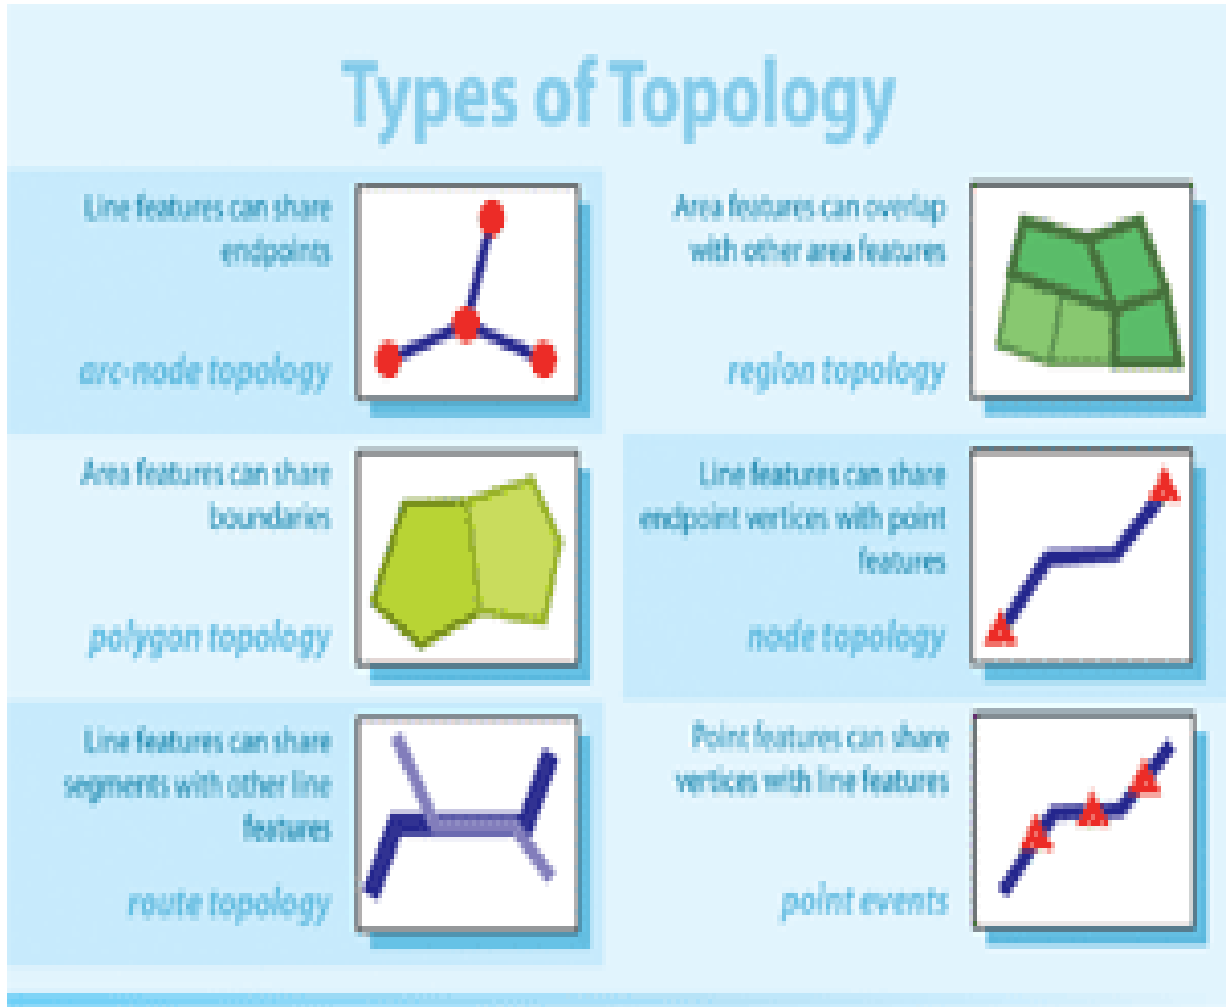 Types of Topology
Line features can share
endpoints
arc-node topology
Area features can overlap
with other area features
region topology
Area features can share
boundaries
polygon topology
Line features can share
endpoint vertices with point
features
node topology
Line features can share
segments with other line
features
route topology
Point features can share
vertices with line features
point events